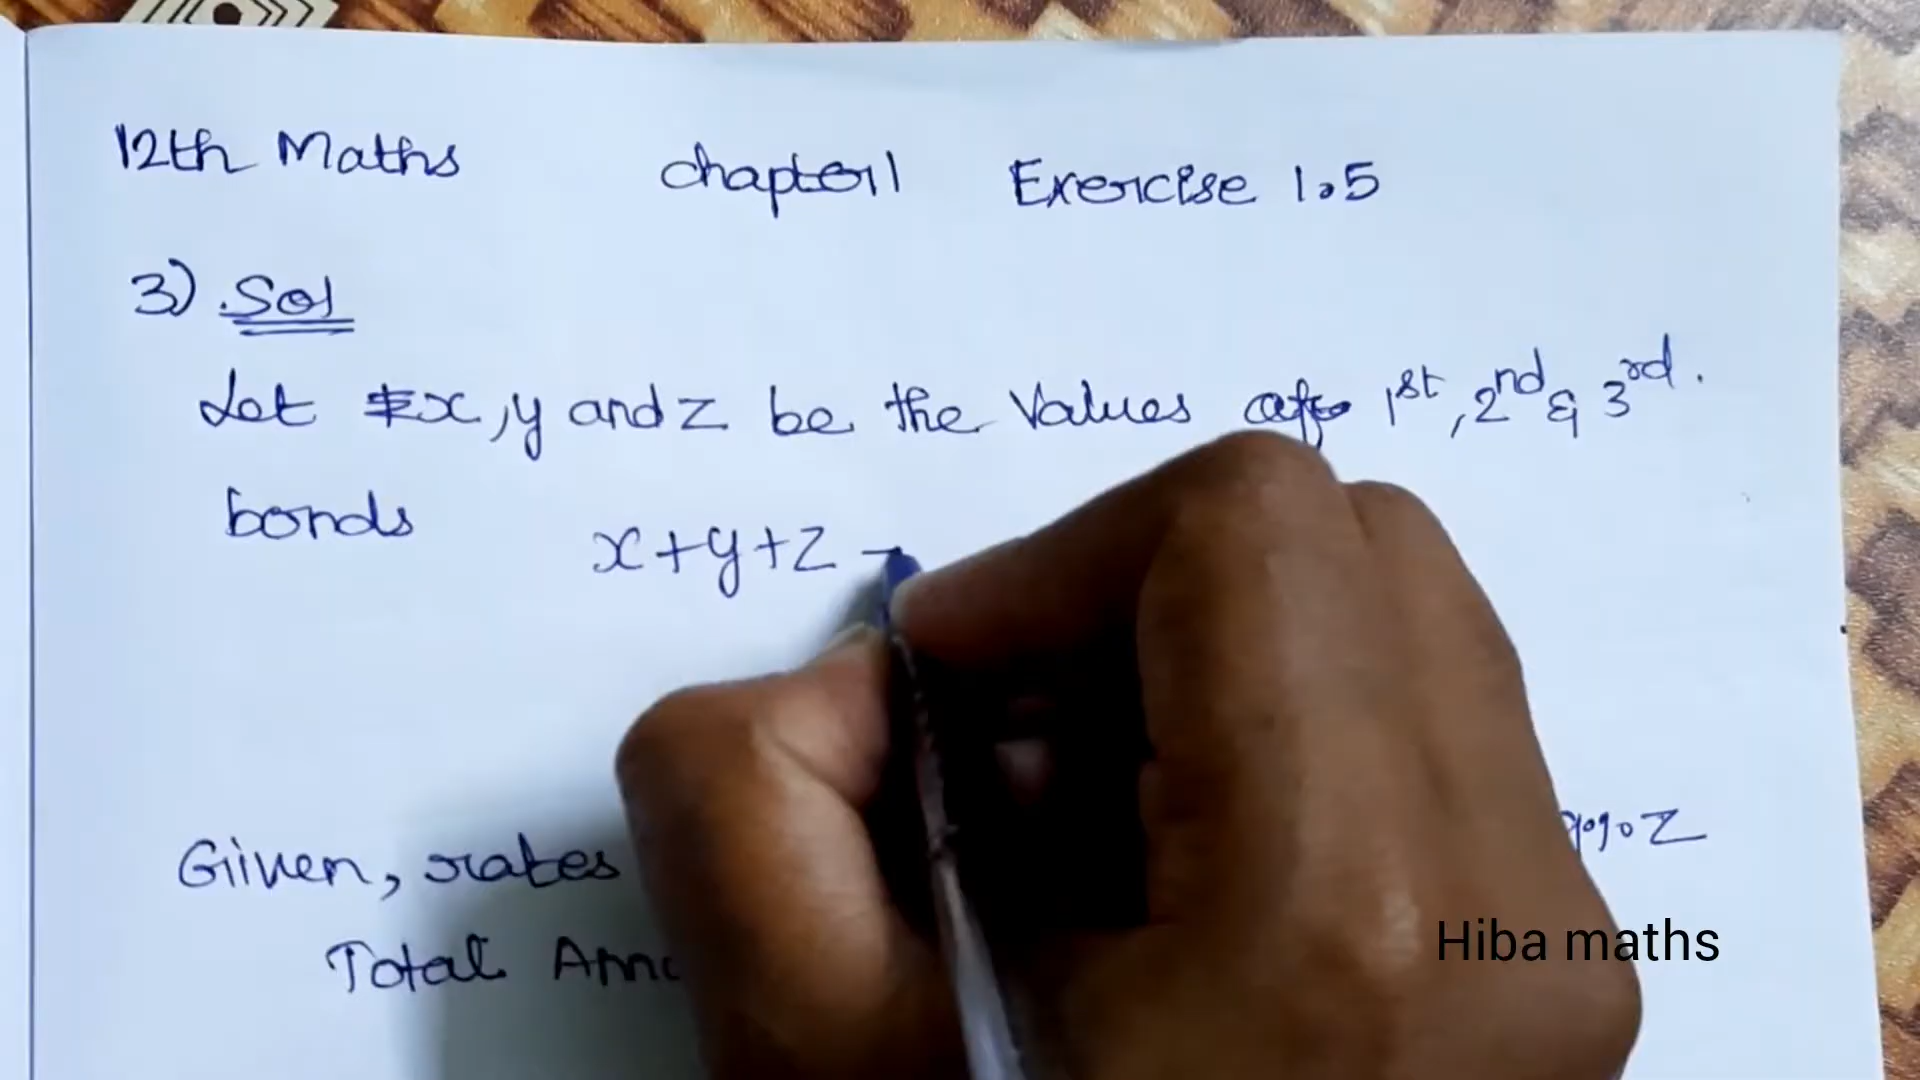 12th Maths chapter 1 Exercise 1.5
3) Sol
Let x, y and z be the values of 1st, 2nd & 3rd.
bonds x+y+z
Given, rates 9% z
Total
Hiba maths